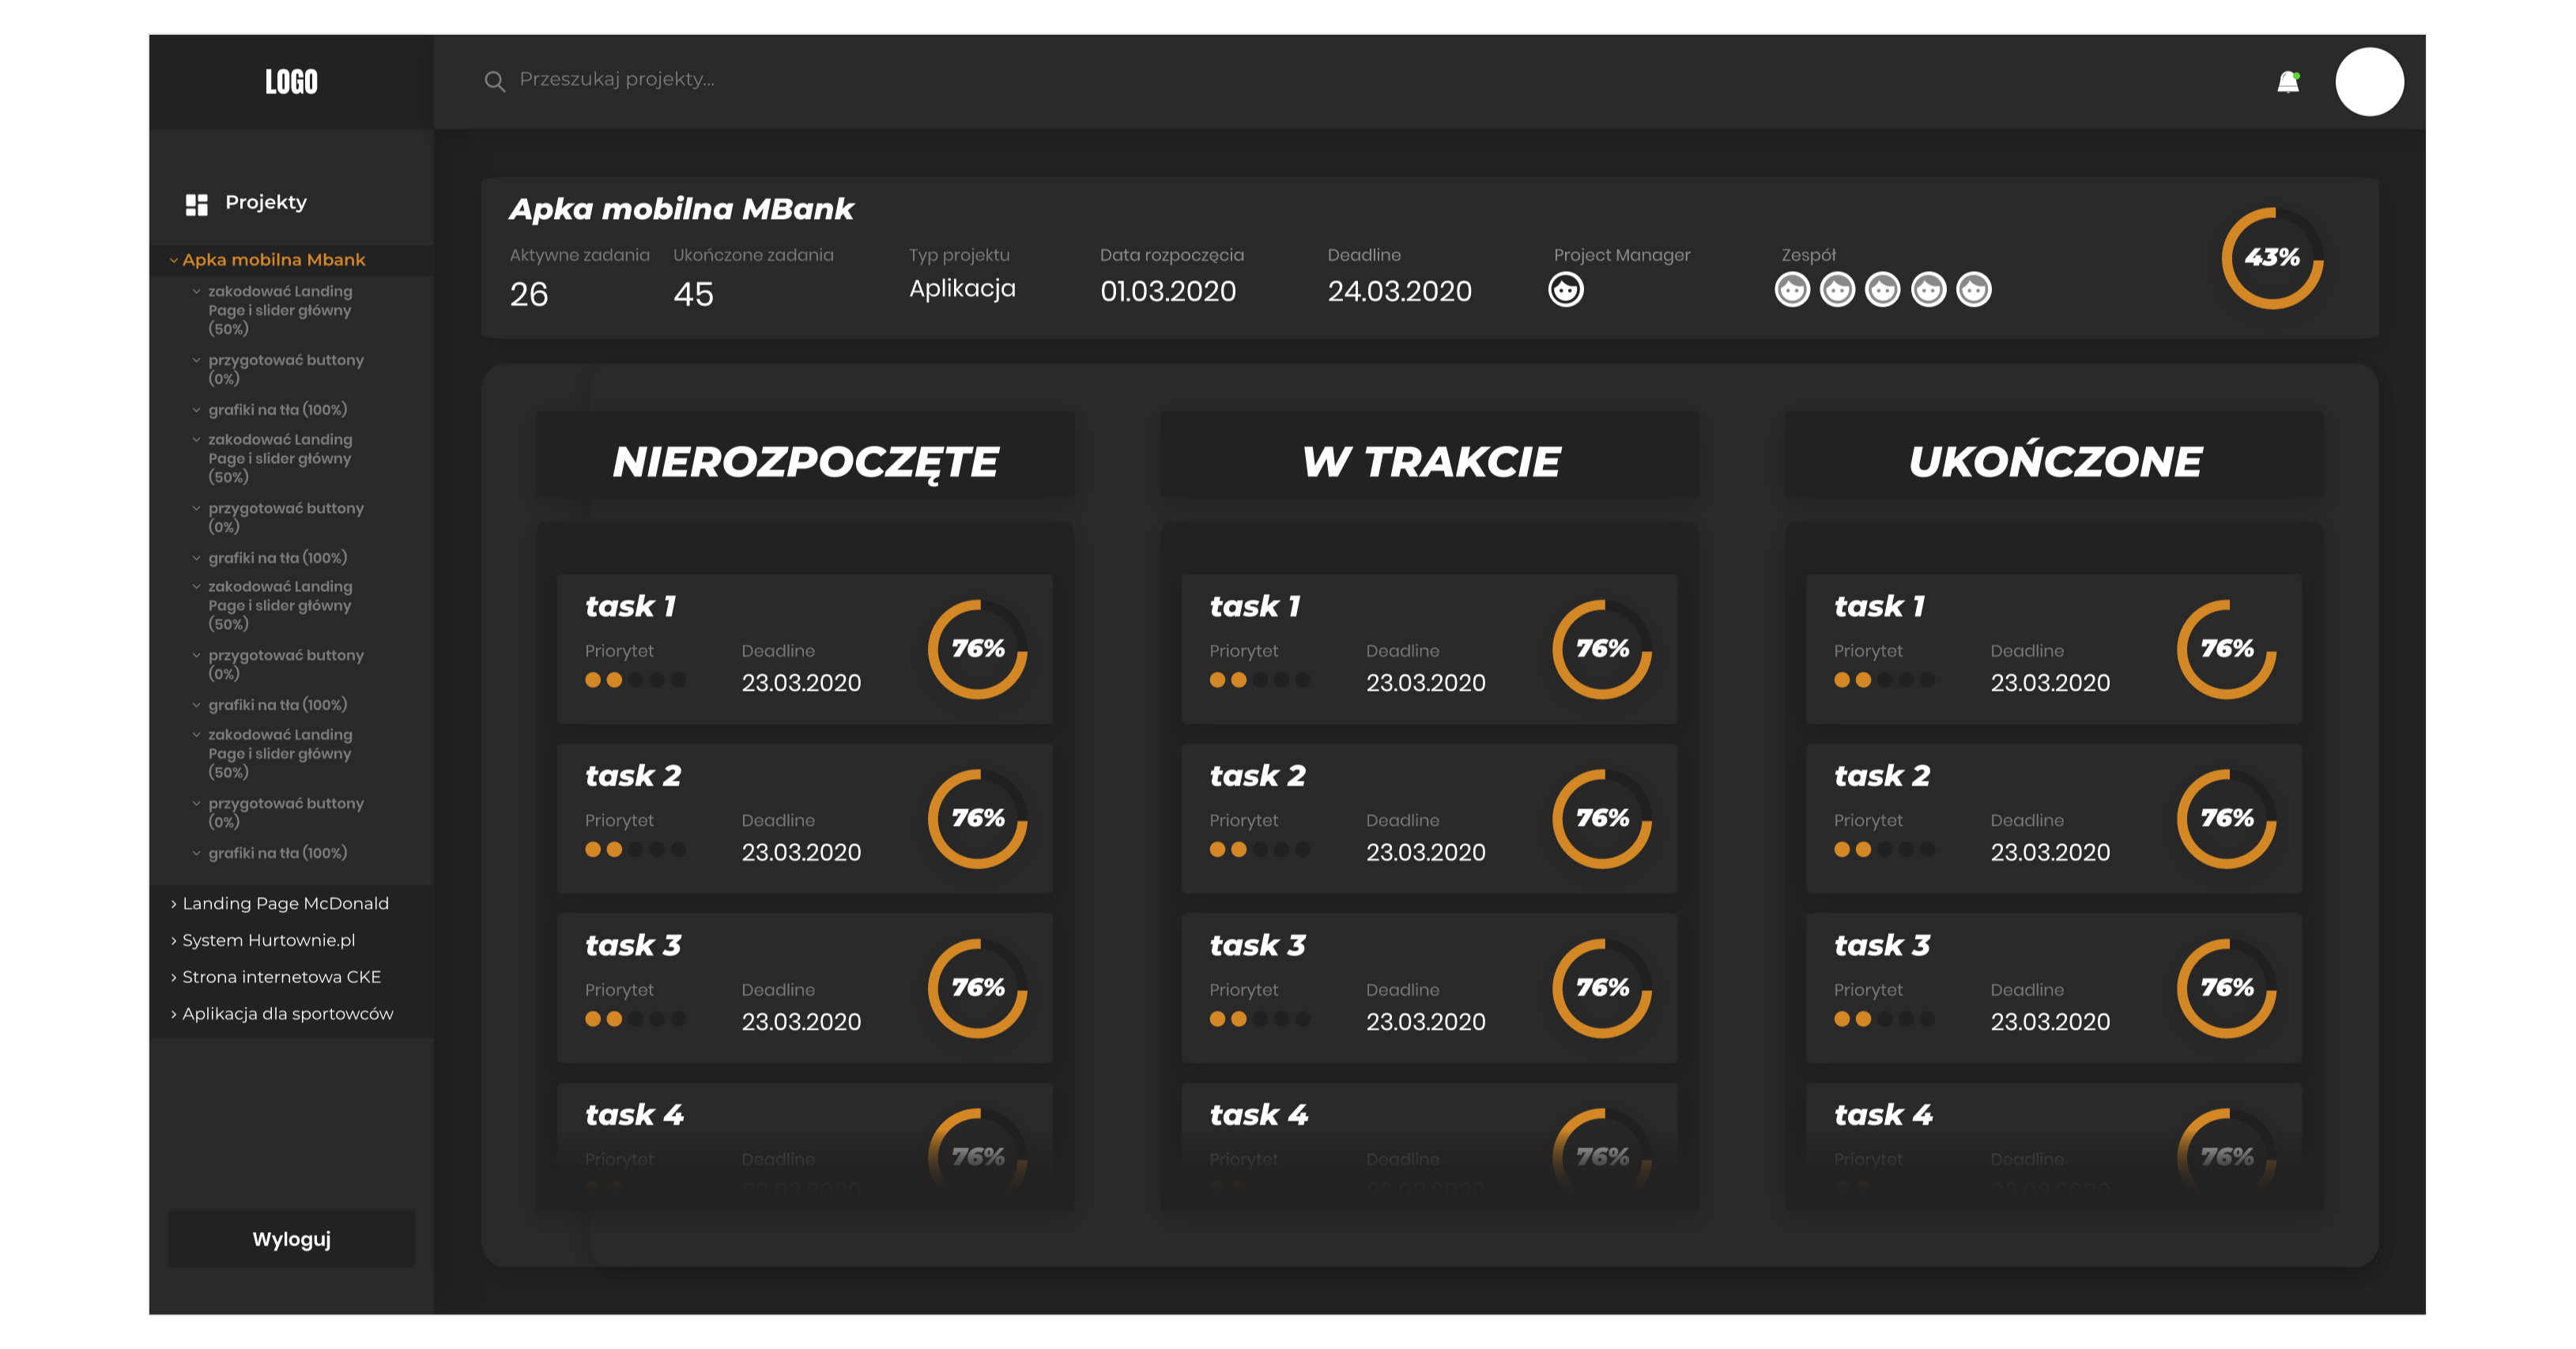 LOGO
Przeszukaj projekty...
Projekty
Apka mobilna Mbank
zakodować Landing
Page i slider główny
(50%)
przygotować buttony
(0%)
grafiki na tła (100%)
zakodować Landing
Page i slider główny
(50%)
przygotować buttony
(0%)
grafiki na tła (100%)
zakodować Landing
Page i slider główny
(50%)
przygotować buttony
(0%)
grafiki na tła (100%)
zakodować Landing
Page i slider główny
(50%)
przygotować buttony
(0%)
grafiki na tła (100%)
Landing Page McDonald
System Hurtownie.pl
Strona internetowa CKE
Aplikacja dla sportowców
Wyloguj
Apka mobilna MBank
Aktywne zadania Ukończone zadania Typ projektu Data rozpoczęcia Deadline Project Manager Zespół
26 45 Aplikacja 01.03.2020 24.03.2020
43%
NIEROZPOCZĘTE
task 1
Priorytet Deadline
23.03.2020
76%
task 2
Priorytet Deadline
23.03.2020
76%
task 3
Priorytet Deadline
23.03.2020
76%
task 4
Priorytet Deadline
23.03.2020
76%
W TRAKCIE
task 1
Priorytet Deadline
23.03.2020
76%
task 2
Priorytet Deadline
23.03.2020
76%
task 3
Priorytet Deadline
23.03.2020
76%
task 4
Priorytet Deadline
23.03.2020
76%
UKOŃCZONE
task 1
Priorytet Deadline
23.03.2020
76%
task 2
Priorytet Deadline
23.03.2020
76%
task 3
Priorytet Deadline
23.03.2020
76%
task 4
Priorytet Deadline
23.03.2020
76%